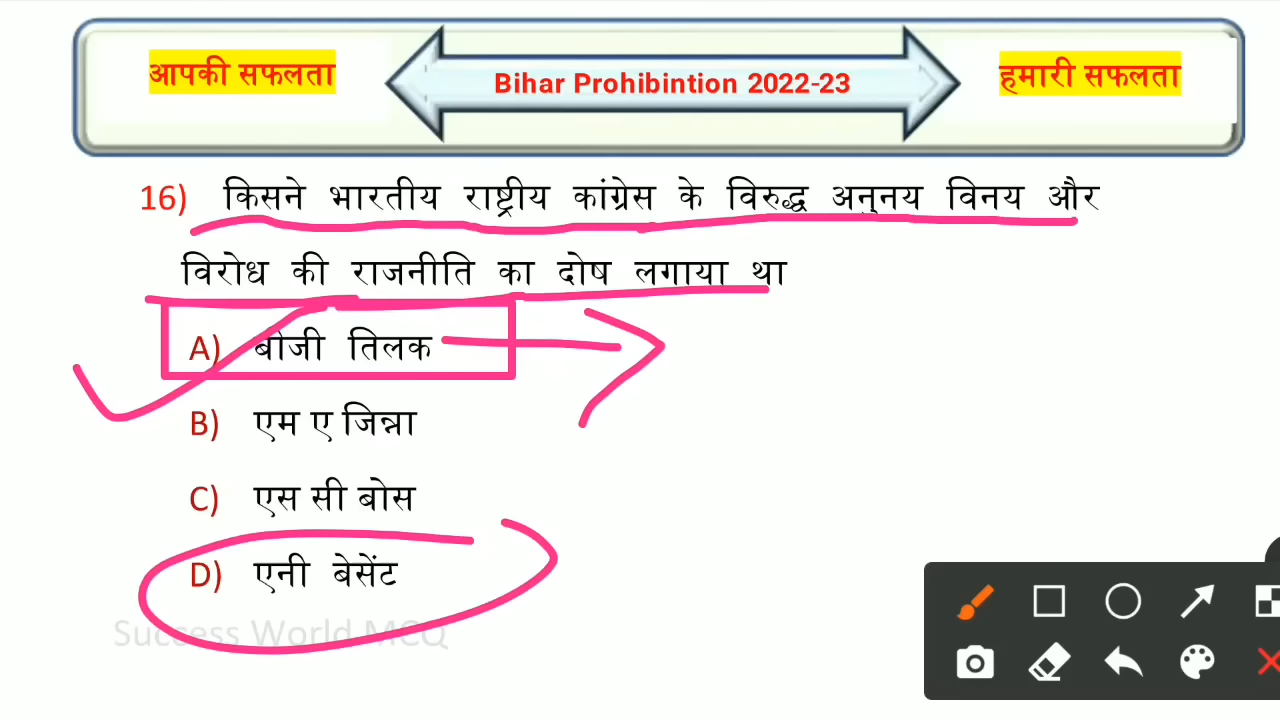 आपकी सफलता
Bihar Prohibintion 2022-23
हमारी सफलता
16) किसने भारतीय राष्ट्रीय कांग्रेस के विरुद्ध अनुनय विनय और
विरोध की राजनीति का दोष लगाया था
A) बीजी तिलक
B) एम ए जिन्ना
C) एस सी बोस
D) एनी बेसेंट
Success World MCQ